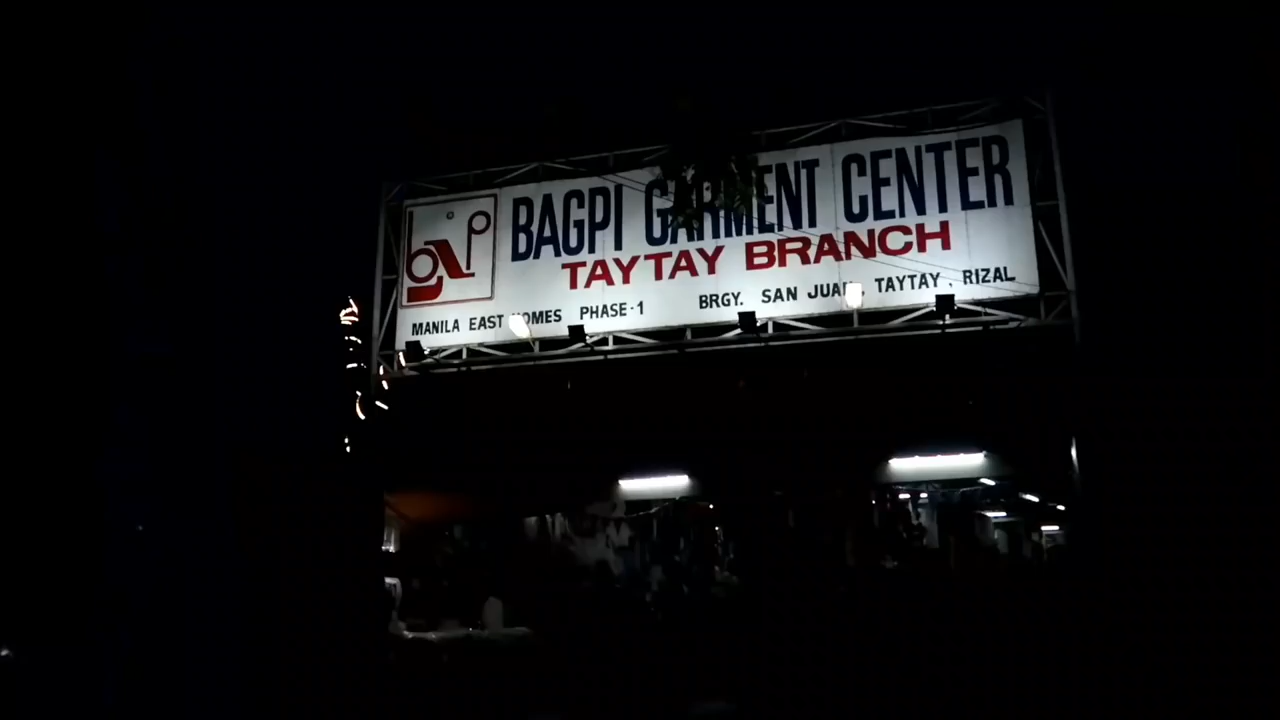 BAGPI GARMENT CENTER
TAYTAY BRANCH
MANILA EAST HOMES PHASE-1 BRGY. SAN JUAN, TAYTAY, RIZAL